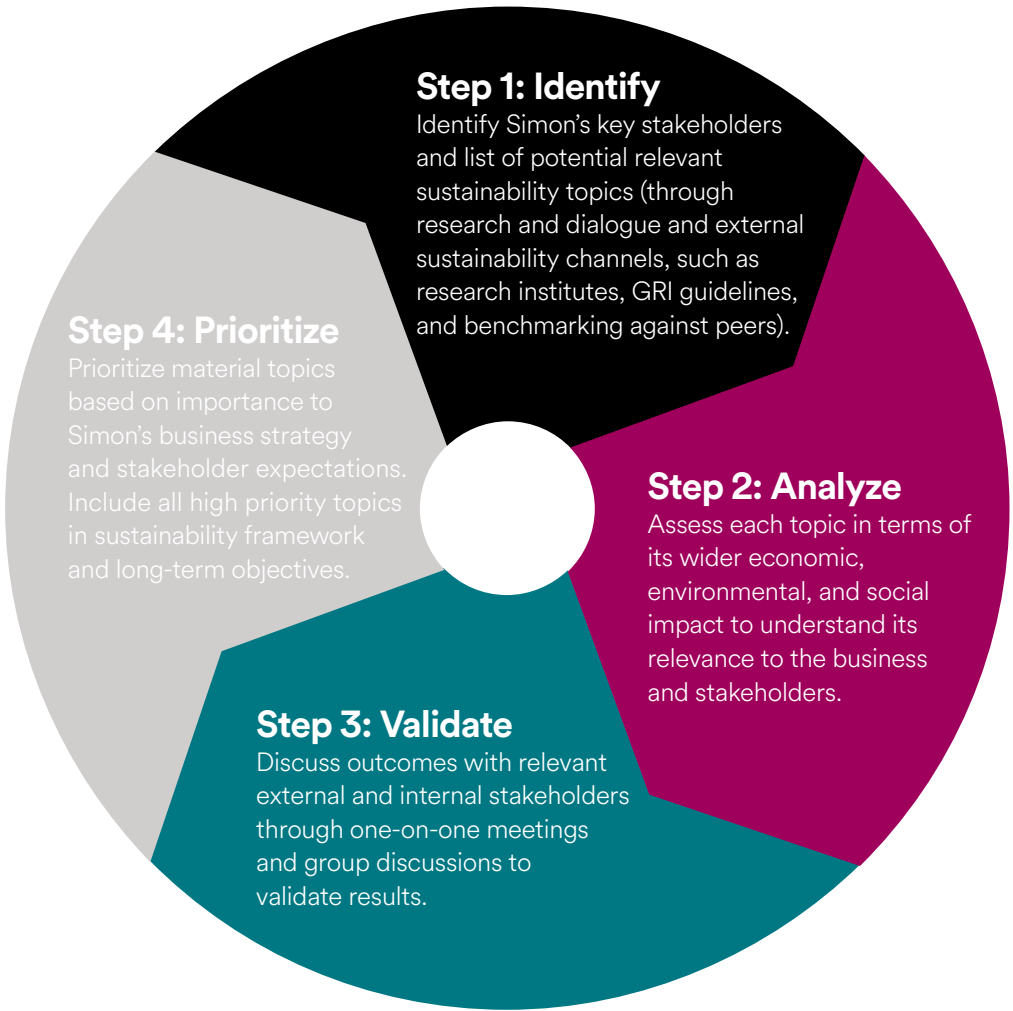 Step 1: Identify
Identify Simon’s key stakeholders
and list of potential relevant
sustainability topics (through
research and dialogue and external
sustainability channels, such as
research institutes, GRI guidelines,
and benchmarking against peers).
Step 2: Analyze
Assess each topic in terms of
its wider economic,
environmental, and social
impact to understand its
relevance to the business
and stakeholders.
Step 3: Validate
Discuss outcomes with relevant
external and internal stakeholders
through one-on-one meetings
and group discussions to
validate results.
Step 4: Prioritize
Prioritize material topics
based on importance to
Simon’s business strategy
and stakeholder expectations.
Include all high priority topics
in sustainability framework
and long-term objectives.